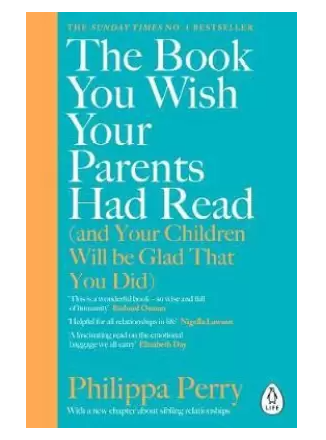 THE SUNDAY TIMES NO. 1 BESTSELLER
The Book
You Wish
Your
Parents
Had Read
(and Your Children
Will be Glad That
You Did)
'This is a wonderful book – so wise and full
of humanity' Richard Osman
'Helpful for all relationships in life' Nigella Lawson
'A fascinating read on the emotional
baggage we all carry' Elizabeth Day
Philippa Perry
With a new chapter about sibling relationships
LIFE